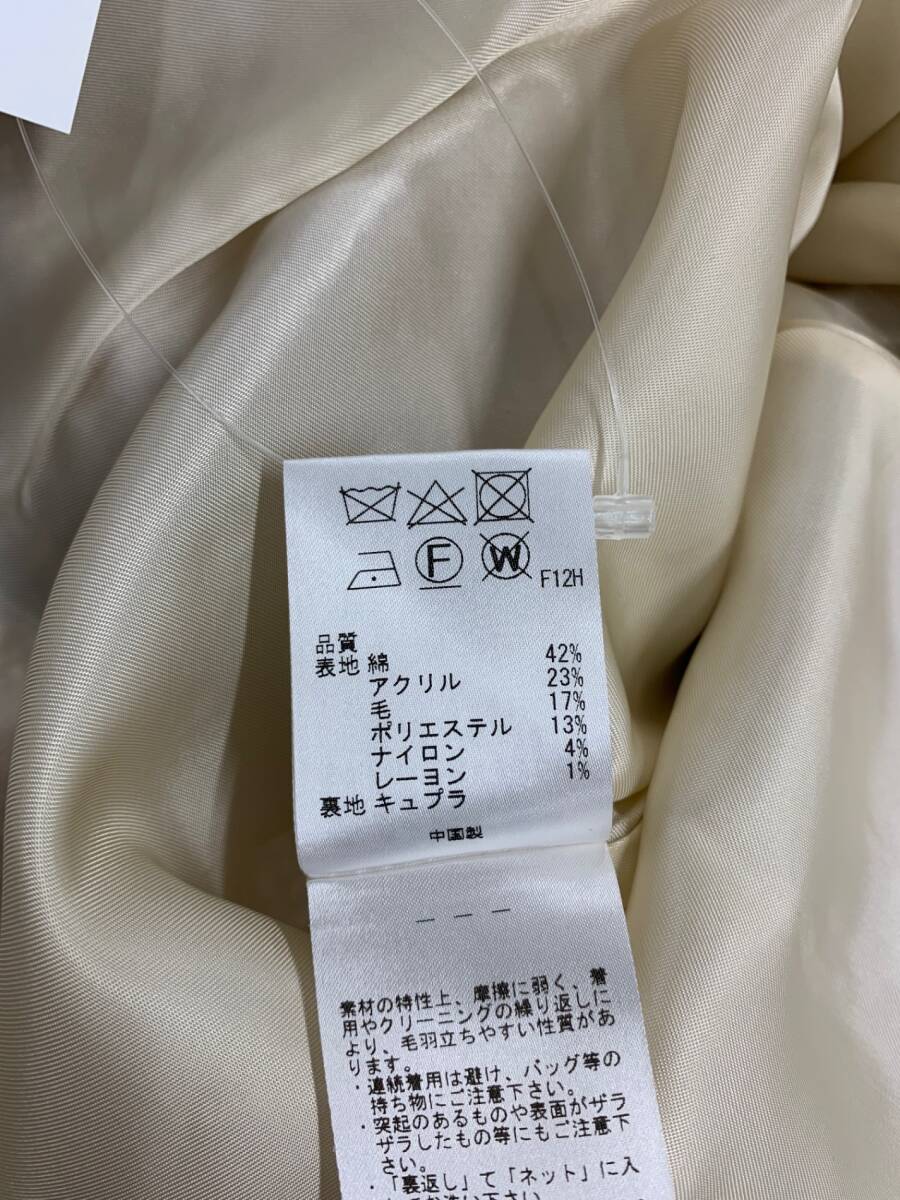 F
W
F12H
品質
表地 綿 42%
アクリル 23%
毛 17%
ポリエステル 13%
ナイロン 4%
レーヨン 1%
裏地 キュプラ
中国製
素材の特性上、摩擦に弱く、着
用やクリーニングの繰り返しに
より、毛羽立ちやすい性質があ
ります。
・連続着用は避け、バッグ等の
持ち物にご注意下さい。
・突起のあるものや表面がザラ
ザラしたもの等にもご注意下
さい。
・「裏返し」て「ネット」に入